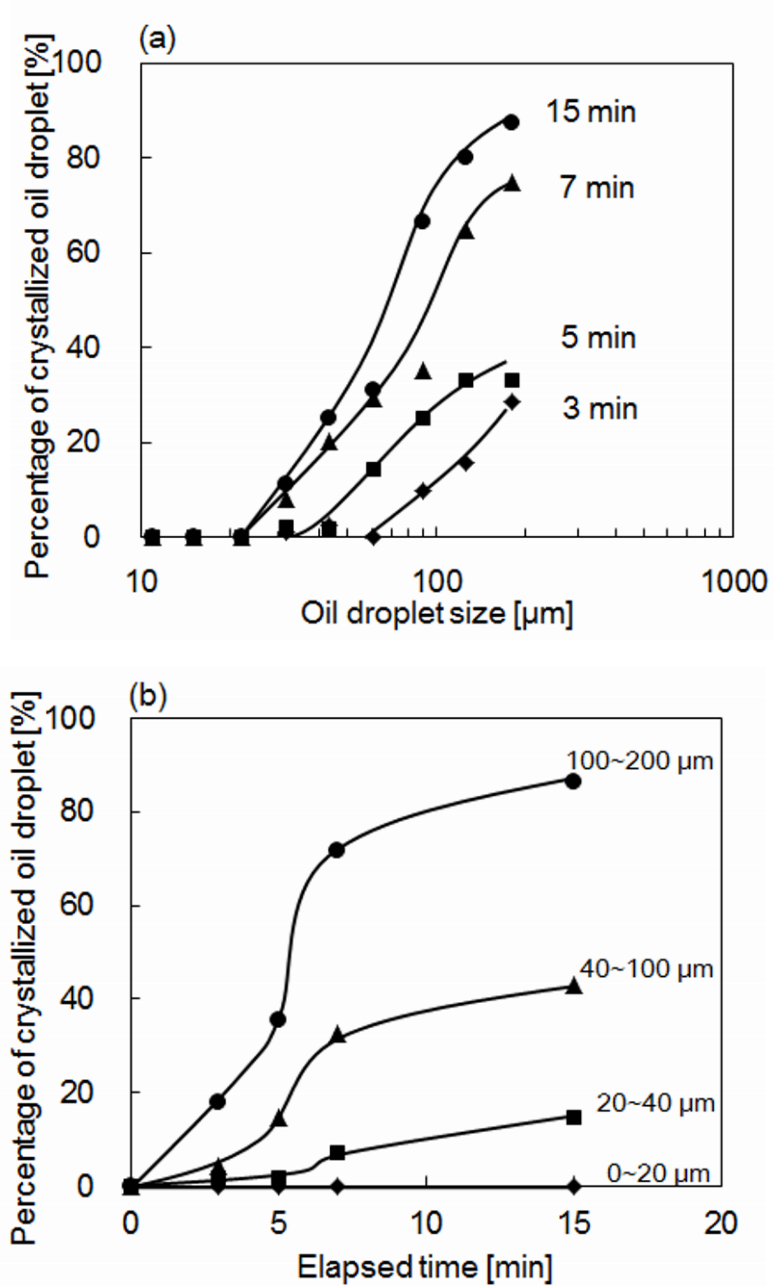 (a)
Percentage of crystallized oil droplet [%]
100
80
60
40
20
0
15 min
7 min
5 min
3 min
10
100
1000
Oil droplet size [µm]
(b)
Percentage of crystallized oil droplet [%]
100
80
60
40
20
0
100~200 µm
40~100 µm
20~40 µm
0~20 µm
0
5
10
15
20
Elapsed time [min]